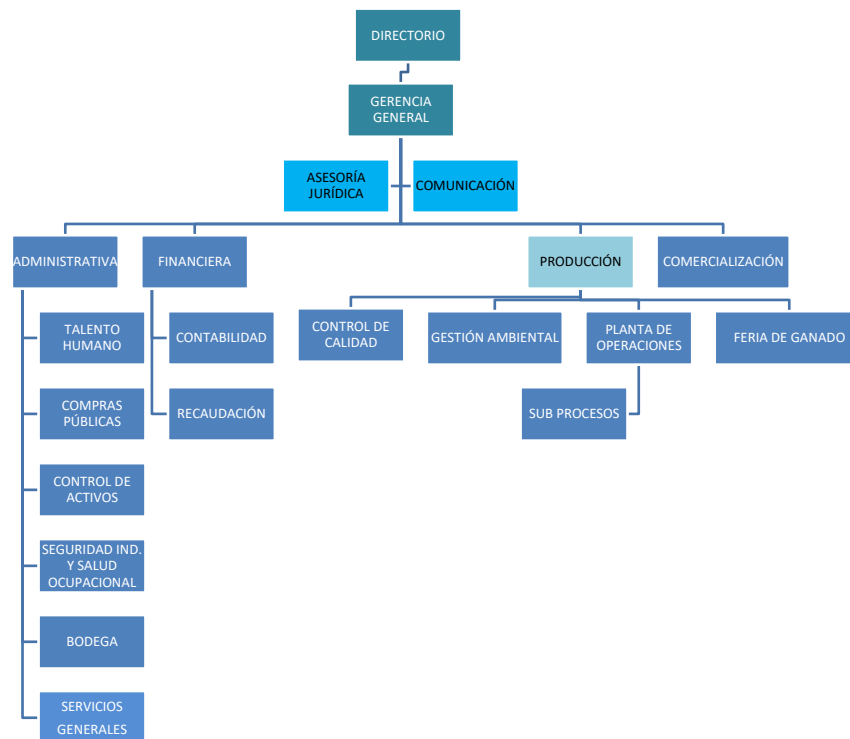 DIRECTORIO
GERENCIA
GENERAL
ASESORÍA
JURÍDICA
COMUNICACIÓN
ADMINISTRATIVA
FINANCIERA
PRODUCCIÓN
COMERCIALIZACIÓN
TALENTO
HUMANO
CONTABILIDAD
CONTROL DE
CALIDAD
GESTIÓN AMBIENTAL
PLANTA DE
OPERACIONES
FERIA DE GANADO
COMPRAS
PÚBLICAS
RECAUDACIÓN
SUB PROCESOS
CONTROL DE
ACTIVOS
SEGURIDAD IND.
Y SALUD
OCUPACIONAL
BODEGA
SERVICIOS
GENERALES